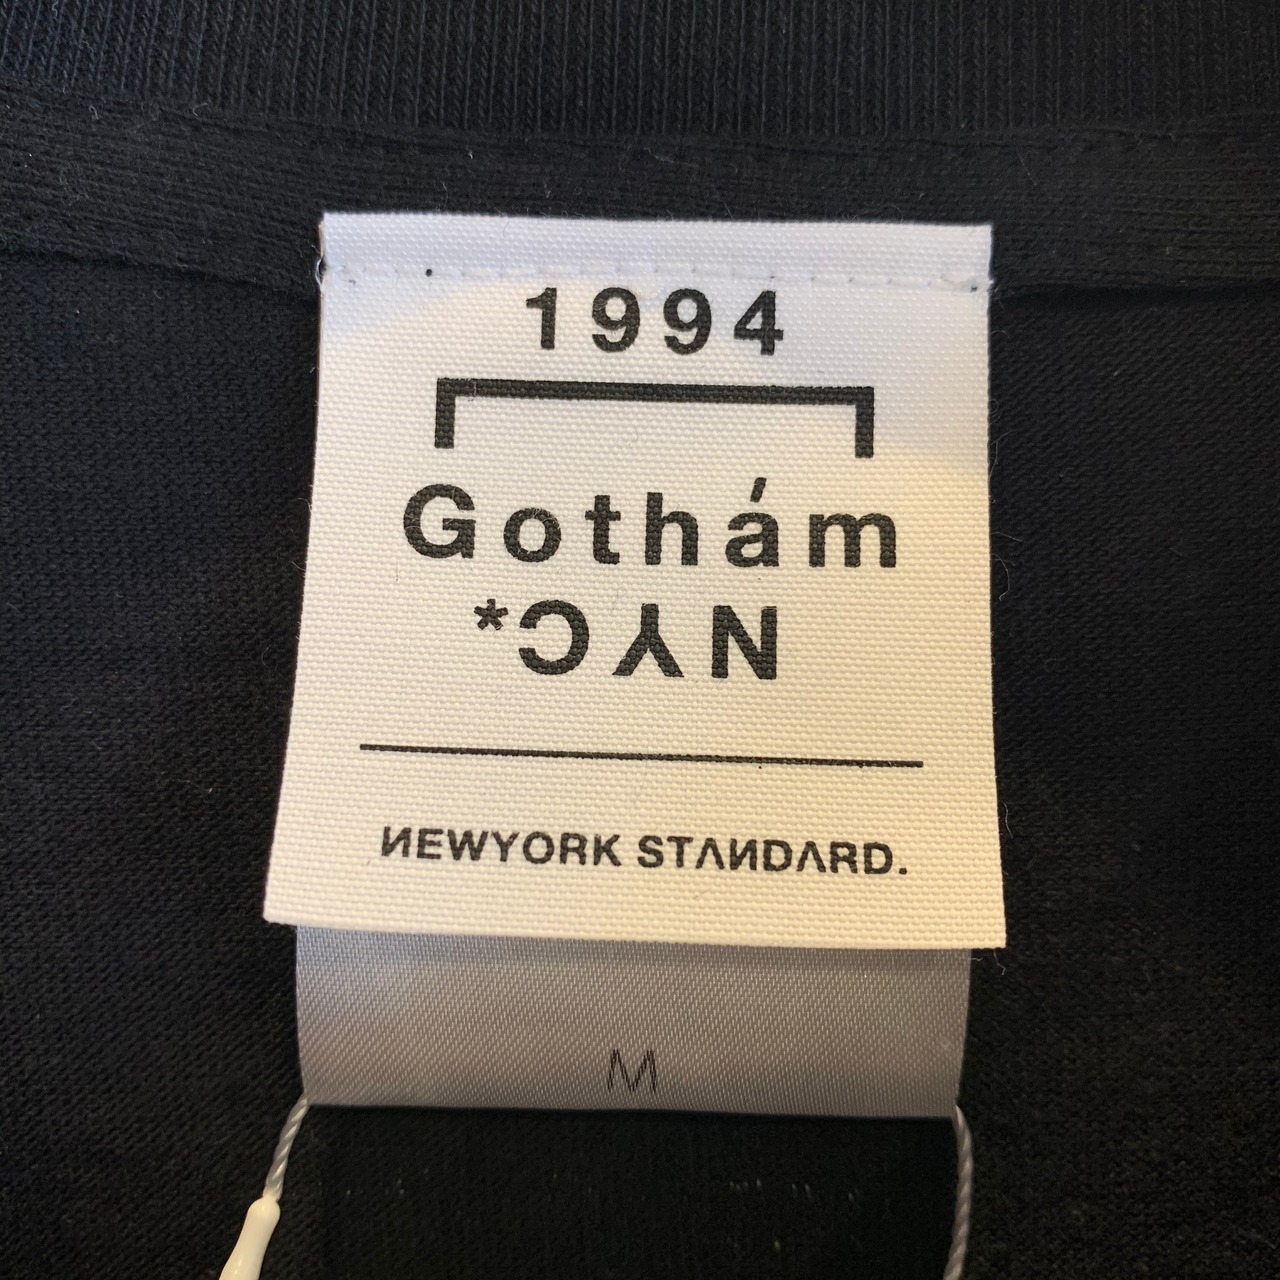 1994
Gothám
NYC*
NEWYORK STANDARD.
M